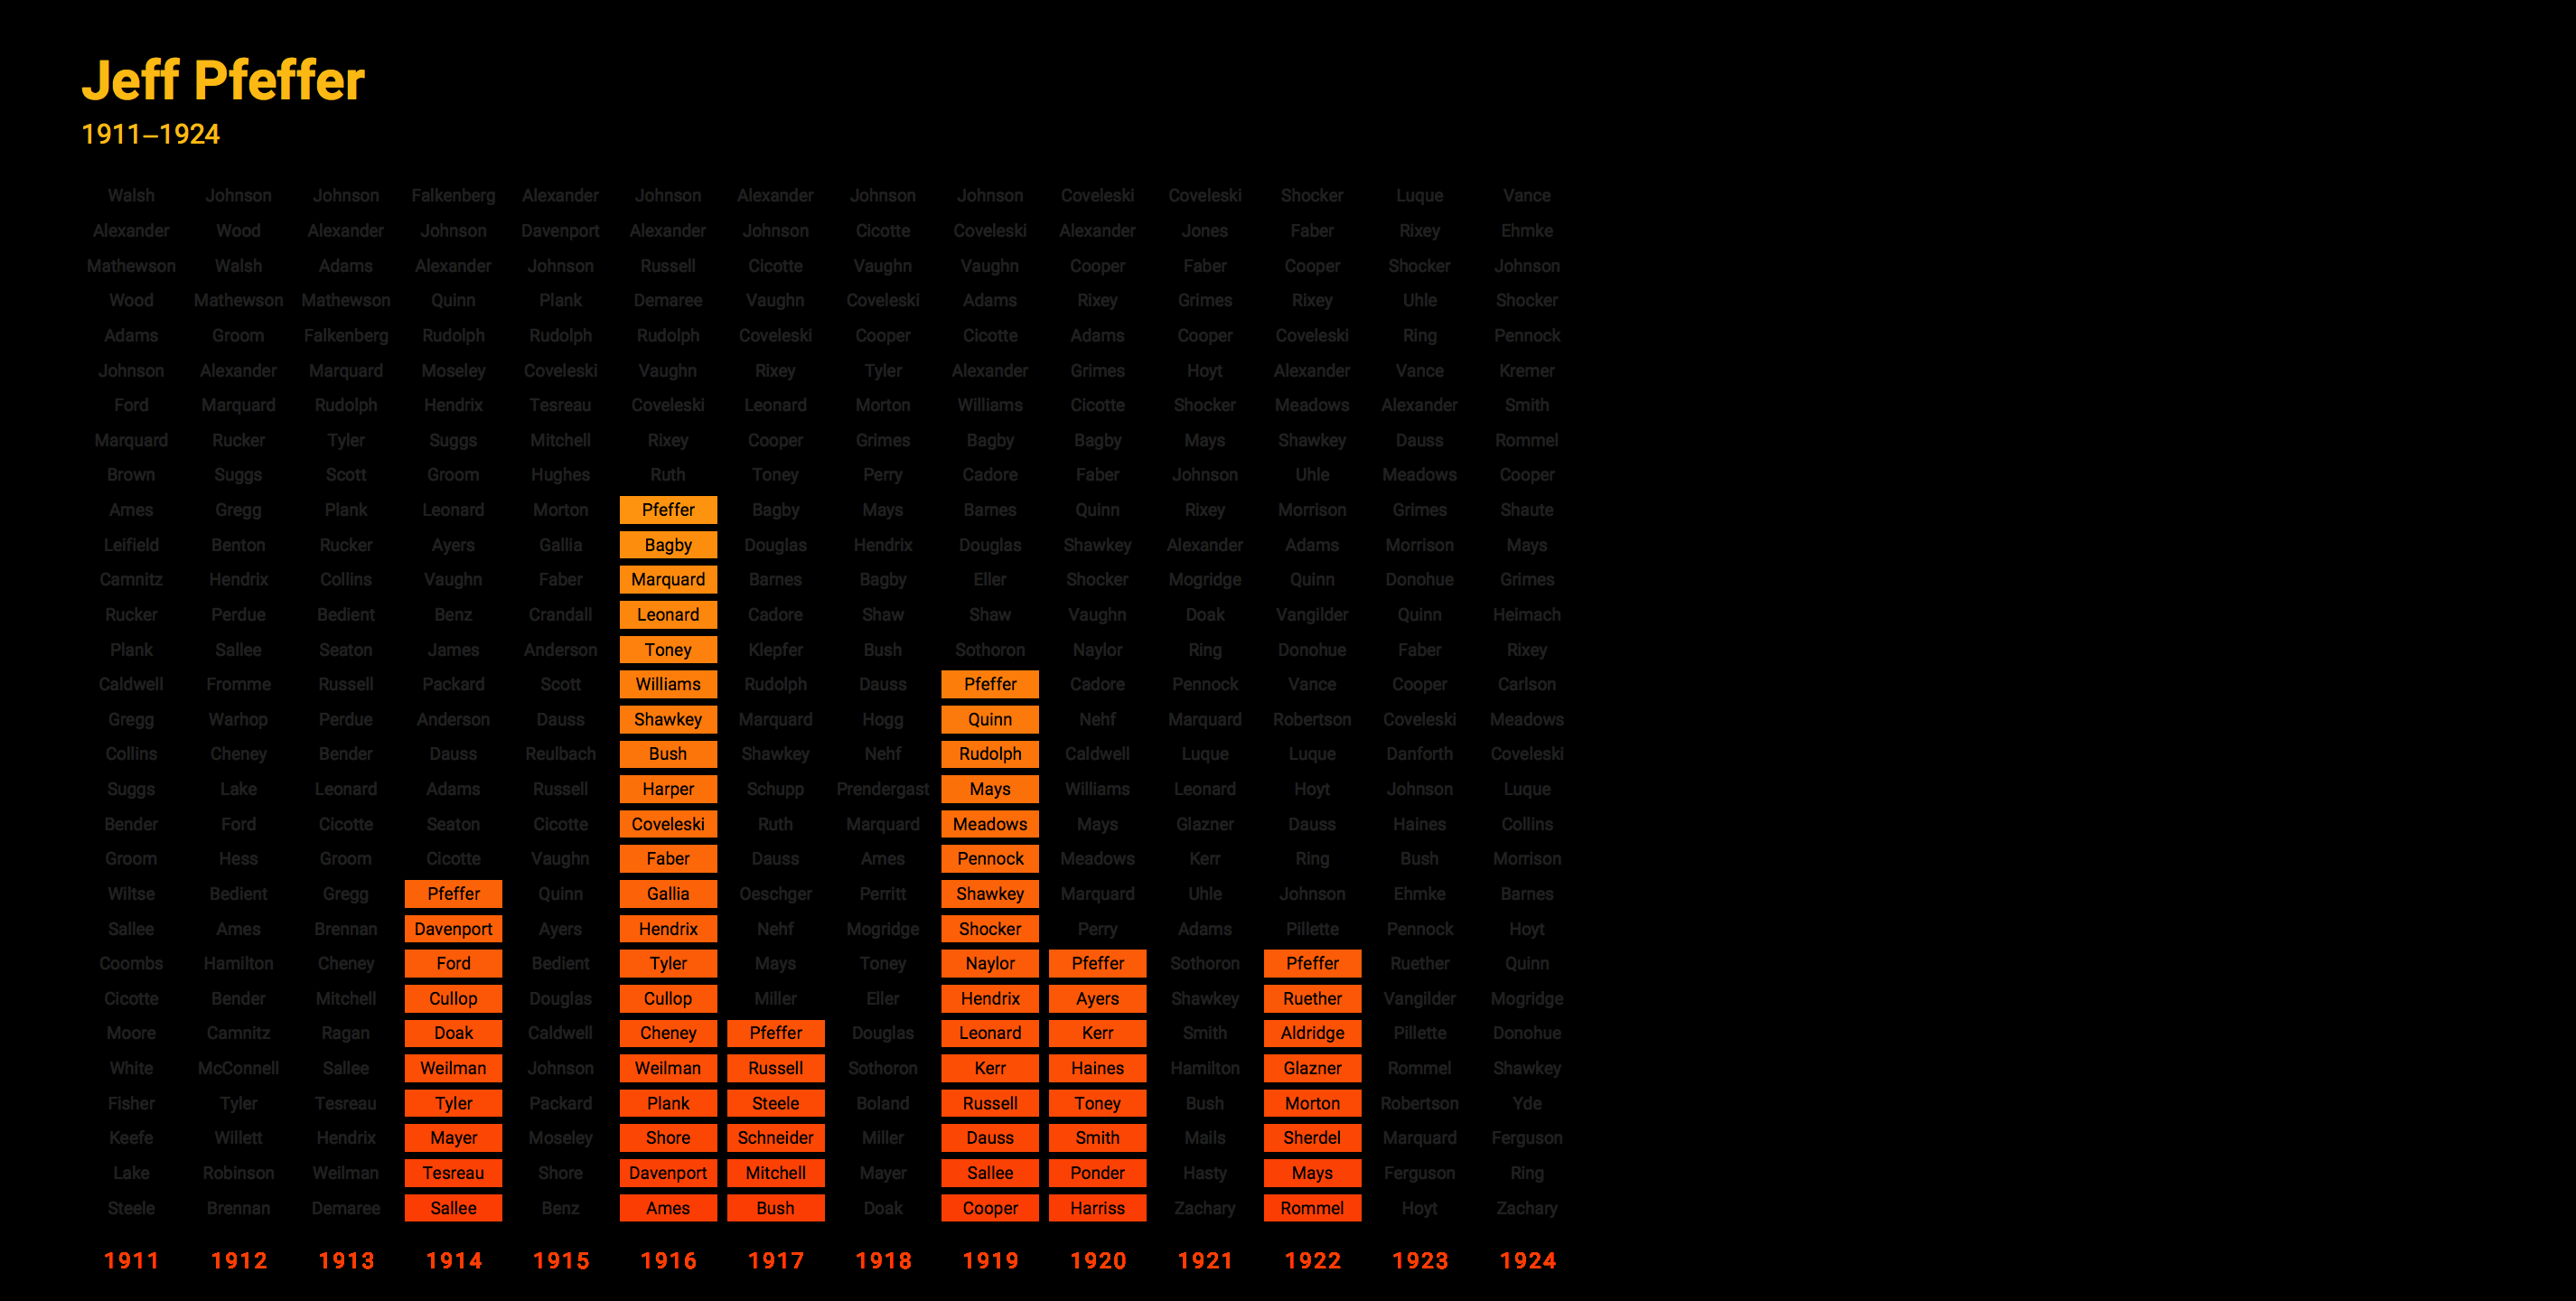 Jeff Pfeffer
1911–1924
Walsh Johnson Johnson Falkenberg Alexander Johnson Alexander Johnson Johnson Coveleski Coveleski Shocker Luque Vance
Alexander Wood Alexander Johnson Davenport Alexander Johnson Cicotte Coveleski Alexander Jones Faber Rixey Ehmke
Mathewson Walsh Adams Alexander Johnson Russell Cicotte Vaughn Vaughn Cooper Faber Cooper Shocker Johnson
Wood Mathewson Mathewson Quinn Plank Demaree Vaughn Coveleski Adams Rixey Grimes Rixey Uhle Shocker
Adams Groom Falkenberg Rudolph Rudolph Rudolph Coveleski Cooper Cicotte Adams Cooper Coveleski Ring Pennock
Johnson Alexander Marquard Moseley Coveleski Vaughn Rixey Tyler Alexander Grimes Hoyt Alexander Vance Kremer
Ford Marquard Rudolph Hendrix Tesreau Coveleski Leonard Morton Williams Cicotte Shocker Meadows Alexander Smith
Marquard Rucker Tyler Suggs Mitchell Rixey Cooper Grimes Bagby Bagby Mays Shawkey Dauss Rommel
Brown Suggs Scott Groom Hughes Ruth Toney Perry Cadore Faber Johnson Uhle Meadows Cooper
Ames Gregg Plank Leonard Morton Pfeffer Bagby Mays Barnes Quinn Rixey Morrison Grimes Shaute
Leifield Benton Rucker Ayers Gallia Bagby Douglas Hendrix Douglas Shawkey Alexander Adams Morrison Mays
Camnitz Hendrix Collins Vaughn Faber Marquard Barnes Bagby Eller Shocker Mogridge Quinn Donohue Grimes
Rucker Perdue Bedient Benz Crandall Leonard Cadore Shaw Shaw Vaughn Doak Vangilder Quinn Heimach
Plank Sallee Seaton James Anderson Toney Klepfer Bush Sothoron Naylor Ring Donohue Faber Rixey
Caldwell Fromme Russell Packard Scott Williams Rudolph Dauss Pfeffer Cadore Pennock Vance Cooper Carlson
Gregg Warhop Perdue Anderson Dauss Shawkey Marquard Hogg Quinn Nehf Marquard Robertson Coveleski Meadows
Collins Cheney Bender Dauss Reulbach Bush Shawkey Nehf Rudolph Caldwell Luque Luque Danforth Coveleski
Suggs Lake Leonard Adams Russell Harper Schupp Prendergast Mays Williams Leonard Hoyt Johnson Luque
Bender Ford Cicotte Seaton Cicotte Coveleski Ruth Marquard Meadows Mays Glazner Dauss Haines Collins
Groom Hess Groom Cicotte Vaughn Faber Dauss Ames Pennock Meadows Kerr Ring Bush Morrison
Wiltse Bedient Gregg Pfeffer Quinn Gallia Oeschger Perritt Shawkey Marquard Uhle Johnson Ehmke Barnes
Sallee Ames Brennan Davenport Ayers Hendrix Nehf Mogridge Shocker Perry Adams Pillette Pennock Hoyt
Coombs Hamilton Cheney Ford Bedient Tyler Mays Toney Naylor Pfeffer Sothoron Pfeffer Ruether Quinn
Cicotte Bender Mitchell Cullop Douglas Cullop Miller Eller Hendrix Ayers Shawkey Ruether Vangilder Mogridge
Moore Camnitz Ragan Doak Caldwell Cheney Pfeffer Douglas Leonard Kerr Smith Aldridge Pillette Donohue
White McConnell Sallee Weilman Johnson Weilman Russell Sothoron Kerr Haines Hamilton Glazner Rommel Shawkey
Fisher Tyler Tesreau Tyler Packard Plank Steele Boland Russell Toney Bush Morton Robertson Yde
Keefe Willett Hendrix Mayer Moseley Shore Schneider Miller Dauss Smith Mails Sherdel Marquard Ferguson
Lake Robinson Weilman Tesreau Shore Davenport Mitchell Mayer Sallee Ponder Hasty Mays Ferguson Ring
Steele Brennan Demaree Sallee Benz Ames Bush Doak Cooper Harriss Zachary Rommel Hoyt Zachary
1911 1912 1913 1914 1915 1916 1917 1918 1919 1920 1921 1922 1923 1924